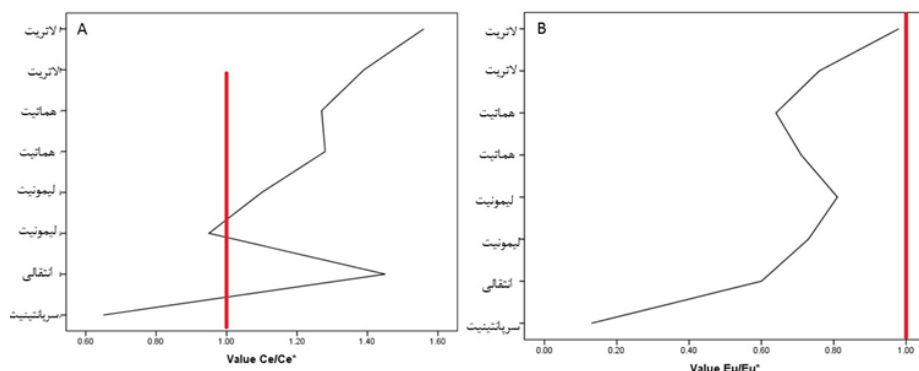 A
لاتریت
لاتریت
هماتیت
هماتیت
لیمونیت
لیمونیت
انتقالی
سرپانتینیت
0.60 0.80 1.00 1.20 1.40 1.60
Value Ce/Ce*
B
لاتریت
لاتریت
هماتیت
هماتیت
لیمونیت
لیمونیت
انتقالی
سرپانتینیت
0.00 0.20 0.40 0.60 0.80 1.00
Value Eu/Eu*